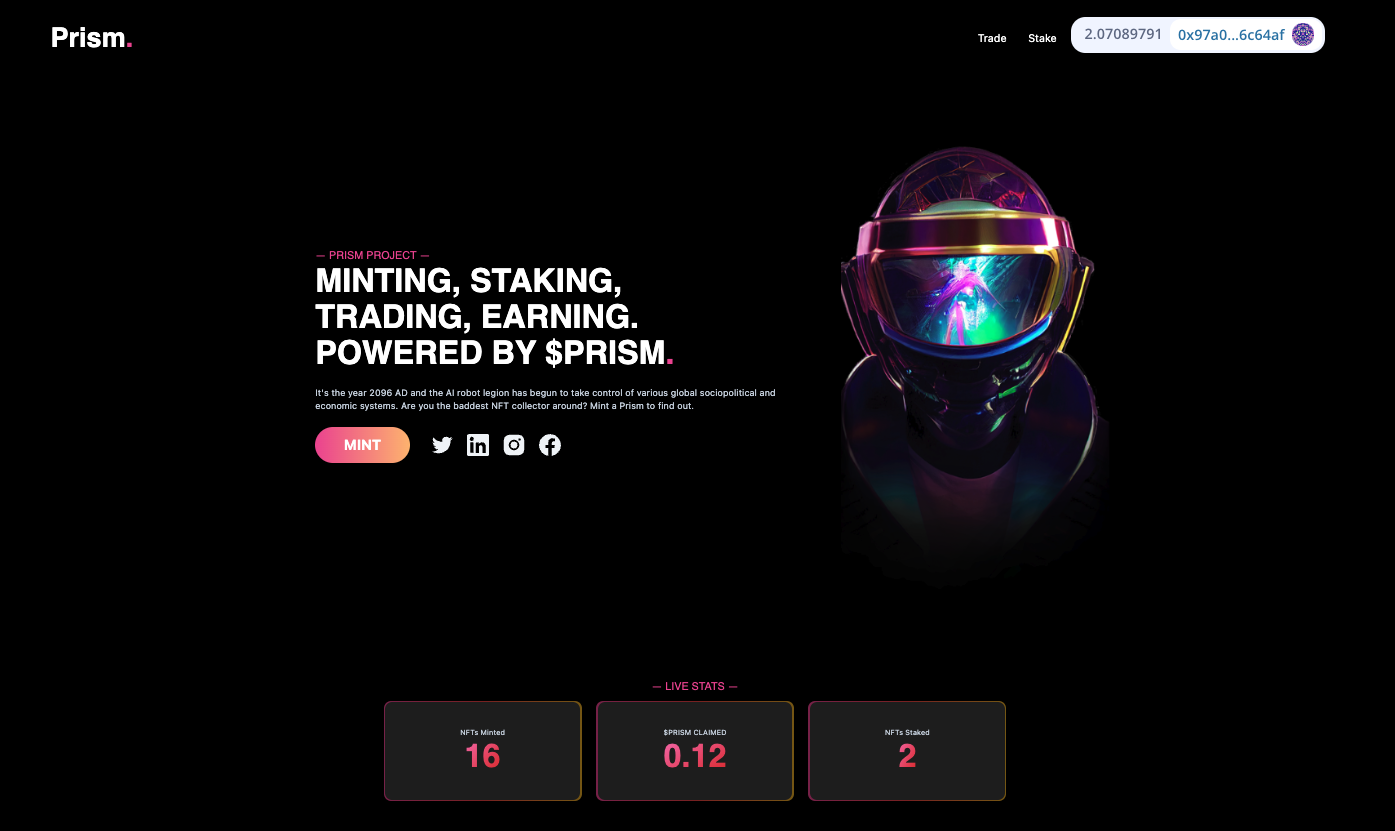 Prism.
Trade
Stake
2.07089791
0x97a0...6c64af
— PRISM PROJECT —
MINTING, STAKING,
TRADING, EARNING.
POWERED BY $PRISM.
It's the year 2096 AD and the AI robot legion has begun to take control of various global sociopolitical and
economic systems. Are you the baddest NFT collector around? Mint a Prism to find out.
MINT
in
— LIVE STATS —
NFTs Minted
16
$PRISM CLAIMED
0.12
NFTs Staked
2